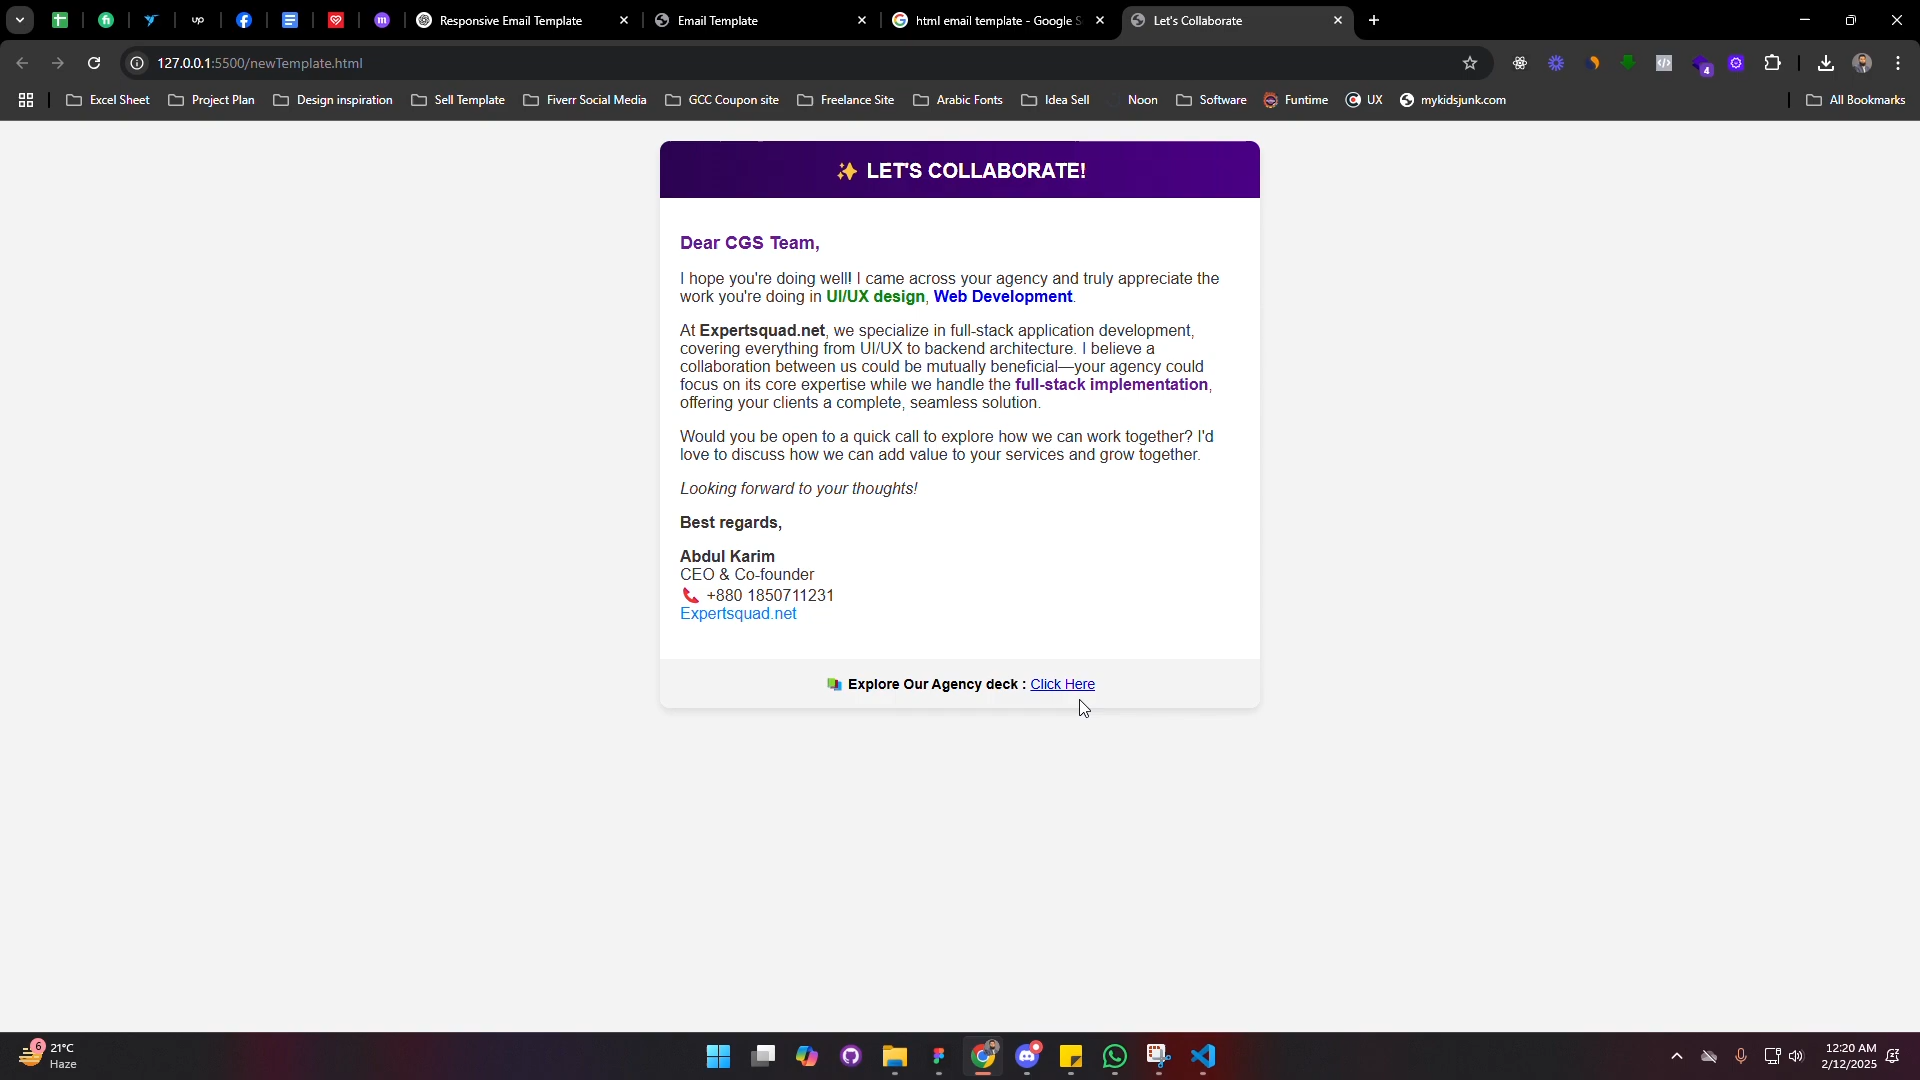 Responsive Email Template
Email Template
html email template - Google S
Let's Collaborate
up
m
127.0.0.1:5500/newTemplate.html
4
Excel Sheet
Project Plan
Design inspiration
Sell Template
Fiverr Social Media
GCC Coupon site
Freelance Site
Arabic Fonts
Idea Sell
Noon
Software
Funtime
UX
mykidsjunk.com
All Bookmarks
✨ LET'S COLLABORATE!
Dear CGS Team,
I hope you're doing well! I came across your agency and truly appreciate the
work you're doing in UI/UX design, Web Development.
At Expertsquad.net, we specialize in full-stack application development,
covering everything from UI/UX to backend architecture. I believe a
collaboration between us could be mutually beneficial—your agency could
focus on its core expertise while we handle the full-stack implementation,
offering your clients a complete, seamless solution.
Would you be open to a quick call to explore how we can work together? I'd
love to discuss how we can add value to your services and grow together.
Looking forward to your thoughts!
Best regards,
Abdul Karim
CEO & Co-founder
📞 +880 1850711231
Expertsquad.net
Explore Our Agency deck : Click Here
6
21°C
Haze
12:20 AM
2/12/2025